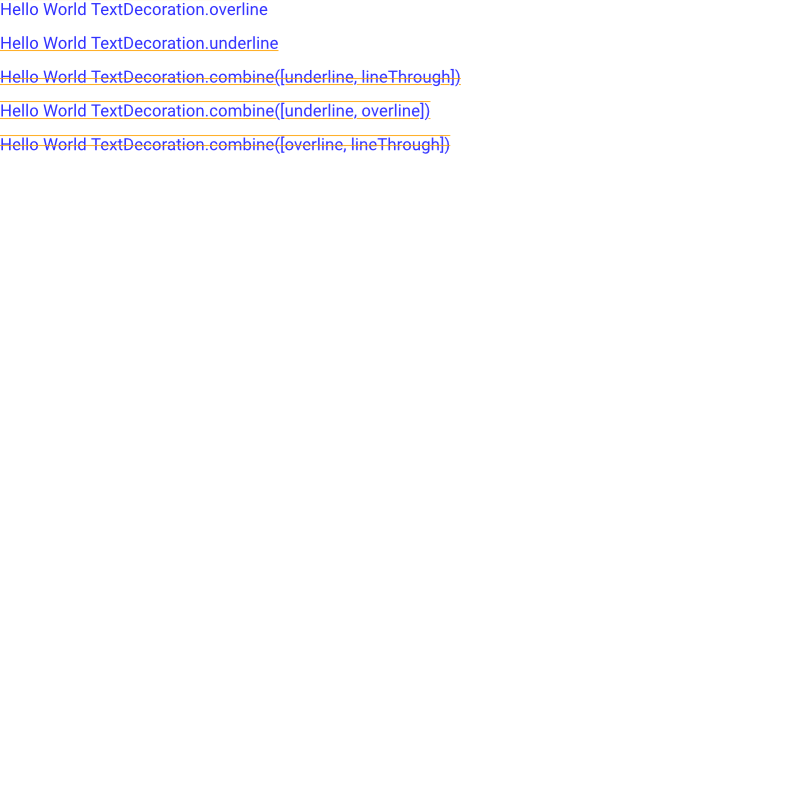 Hello World TextDecoration.overline
Hello World TextDecoration.underline
Hello World TextDecoration.combine([underline, lineThrough])
Hello World TextDecoration.combine([underline, overline])
Hello World TextDecoration.combine([overline, lineThrough])